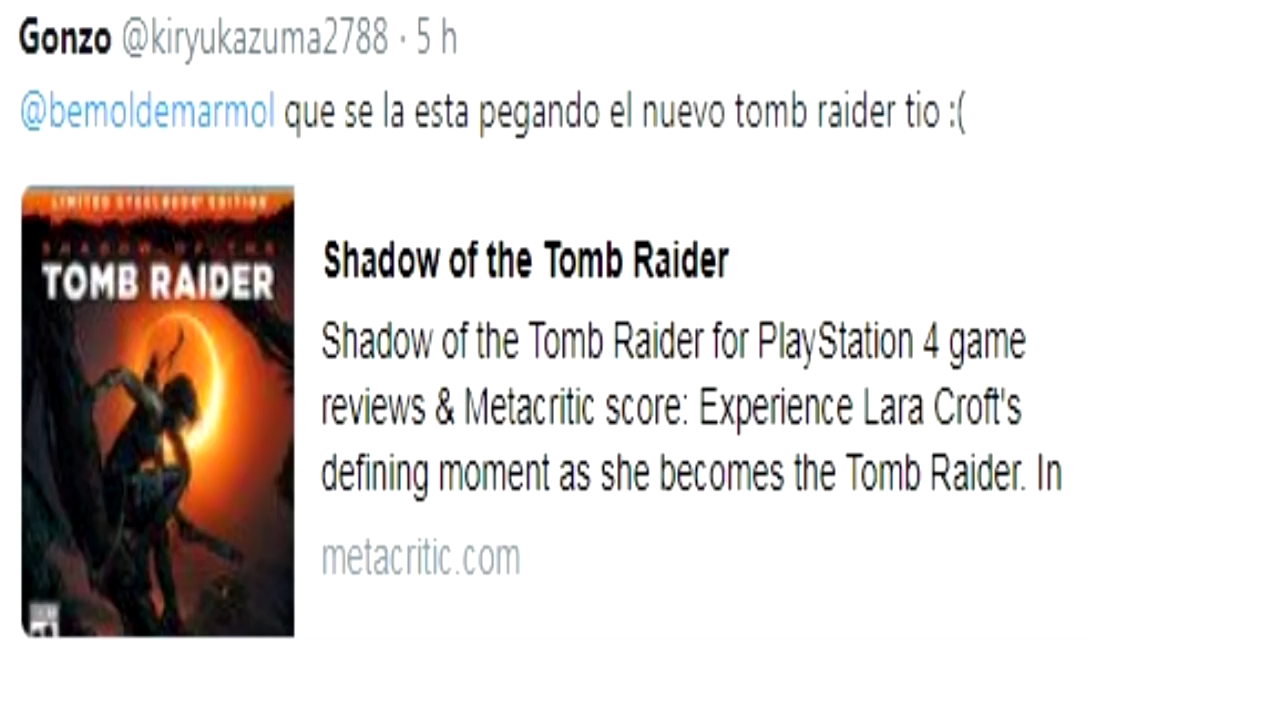 Gonzo @kiryukazuma2788 · 5 h
@bemoldemarmol que se la esta pegando el nuevo tomb raider tio :(
LIMITED STEELBOOK EDITION
SHADOW OF THE
TOMB RAIDER
Shadow of the Tomb Raider
Shadow of the Tomb Raider for PlayStation 4 game
reviews & Metacritic score: Experience Lara Croft's
defining moment as she becomes the Tomb Raider. In
metacritic.com